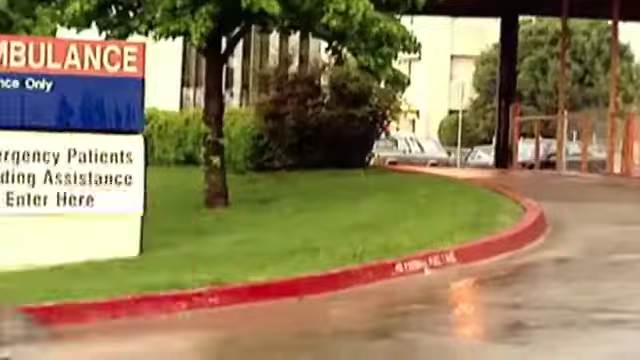 MBULANCE
nce Only
ergency Patients
ding Assistance
Enter Here